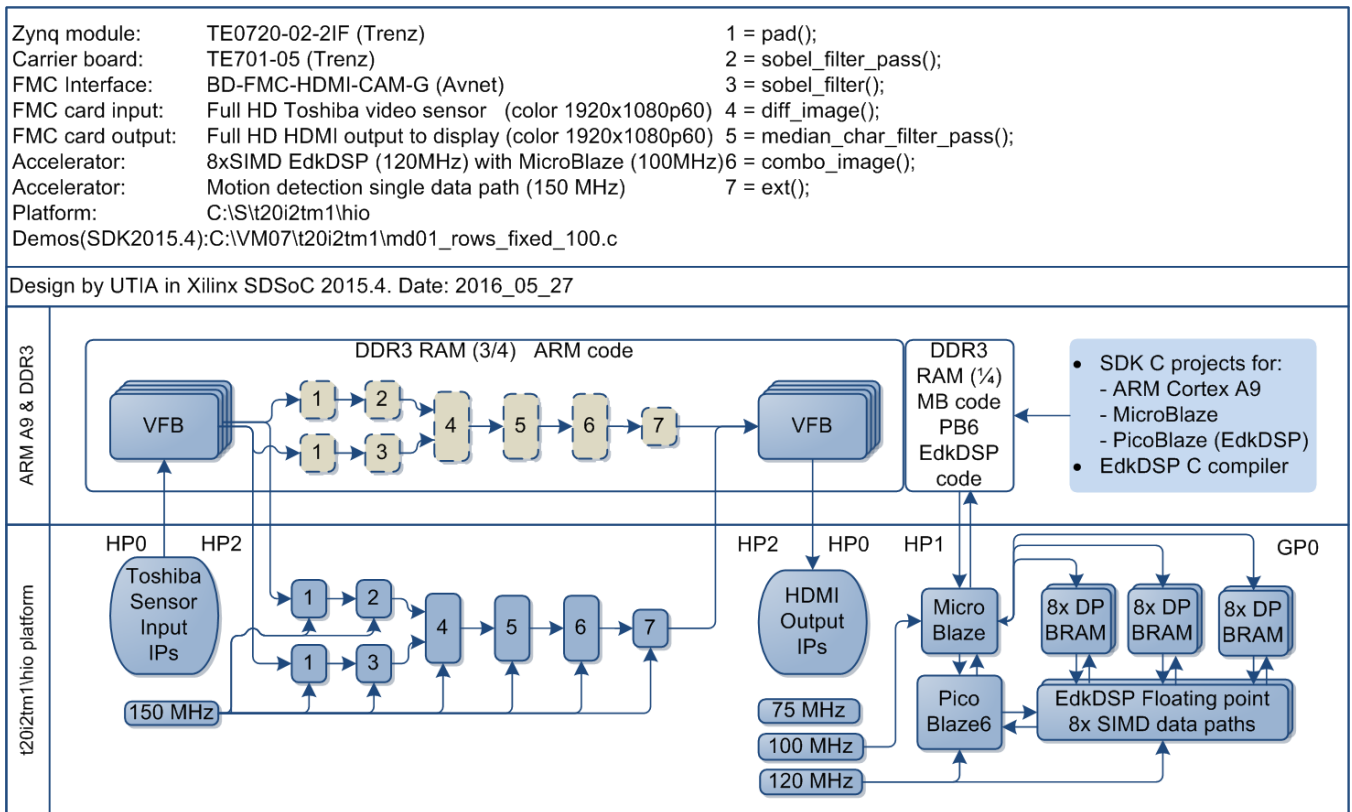 Zynq module: TE0720-02-2IF (Trenz)
Carrier board: TE701-05 (Trenz)
FMC Interface: BD-FMC-HDMI-CAM-G (Avnet)
FMC card input: Full HD Toshiba video sensor (color 1920x1080p60)
FMC card output: Full HD HDMI output to display (color 1920x1080p60)
Accelerator: 8xSIMD EdkDSP (120MHz) with MicroBlaze (100MHz)
Accelerator: Motion detection single data path (150 MHz)
Platform: C:\S\t20i2tm1\hio
Demos(SDK2015.4):C:\VM07\t20i2tm1\md01_rows_fixed_100.c
1 = pad();
2 = sobel_filter_pass();
3 = sobel_filter();
4 = diff_image();
5 = median_char_filter_pass();
6 = combo_image();
7 = ext();
Design by UTIA in Xilinx SDSoC 2015.4. Date: 2016_05_27
ARM A9 & DDR3
DDR3 RAM (3/4) ARM code
VFB
1
2
1
3
4
5
6
7
VFB
DDR3
RAM (¼)
MB code
PB6
EdkDSP
code
• SDK C projects for:
- ARM Cortex A9
- MicroBlaze
- PicoBlaze (EdkDSP)
• EdkDSP C compiler
t20i2tm1\hio platform
HP0
HP2
HP2
HP0
HP1
GP0
Toshiba
Sensor
Input
IPs
1
2
1
3
4
5
6
7
150 MHz
HDMI
Output
IPs
75 MHz
100 MHz
120 MHz
Micro
Blaze
Pico
Blaze6
8x DP
BRAM
8x DP
BRAM
8x DP
BRAM
EdkDSP Floating point
8x SIMD data paths